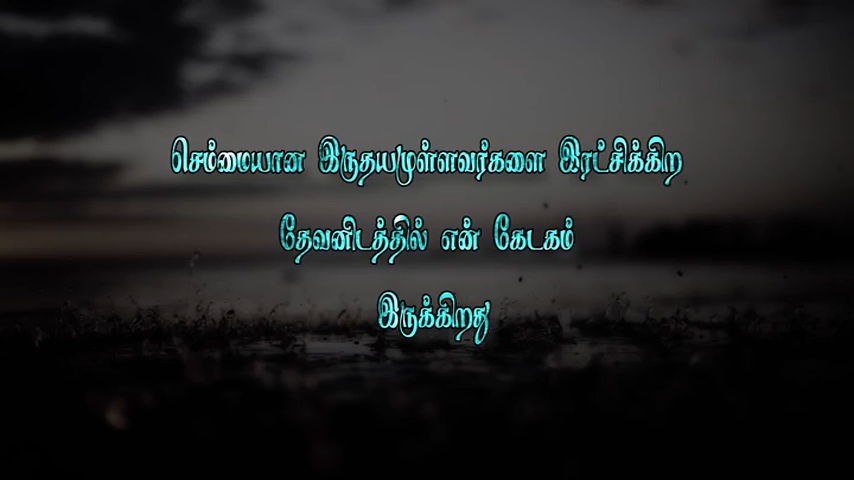 செம்மையான இருதயமுள்ளவர்களை இரட்சிக்கிற
தேவனிடத்தில் என் கேடகம்
இருக்கிறது